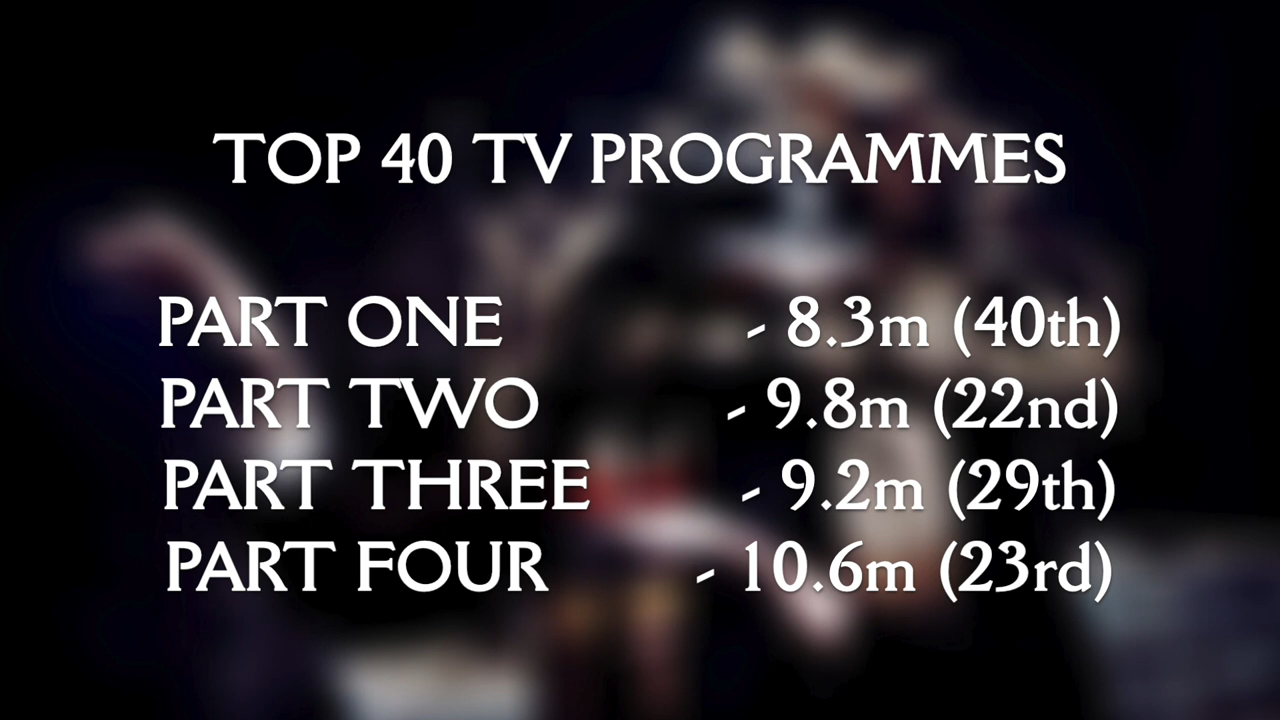 TOP 40 TV PROGRAMMES
PART ONE - 8.3m (40th)
PART TWO - 9.8m (22nd)
PART THREE - 9.2m (29th)
PART FOUR - 10.6m (23rd)